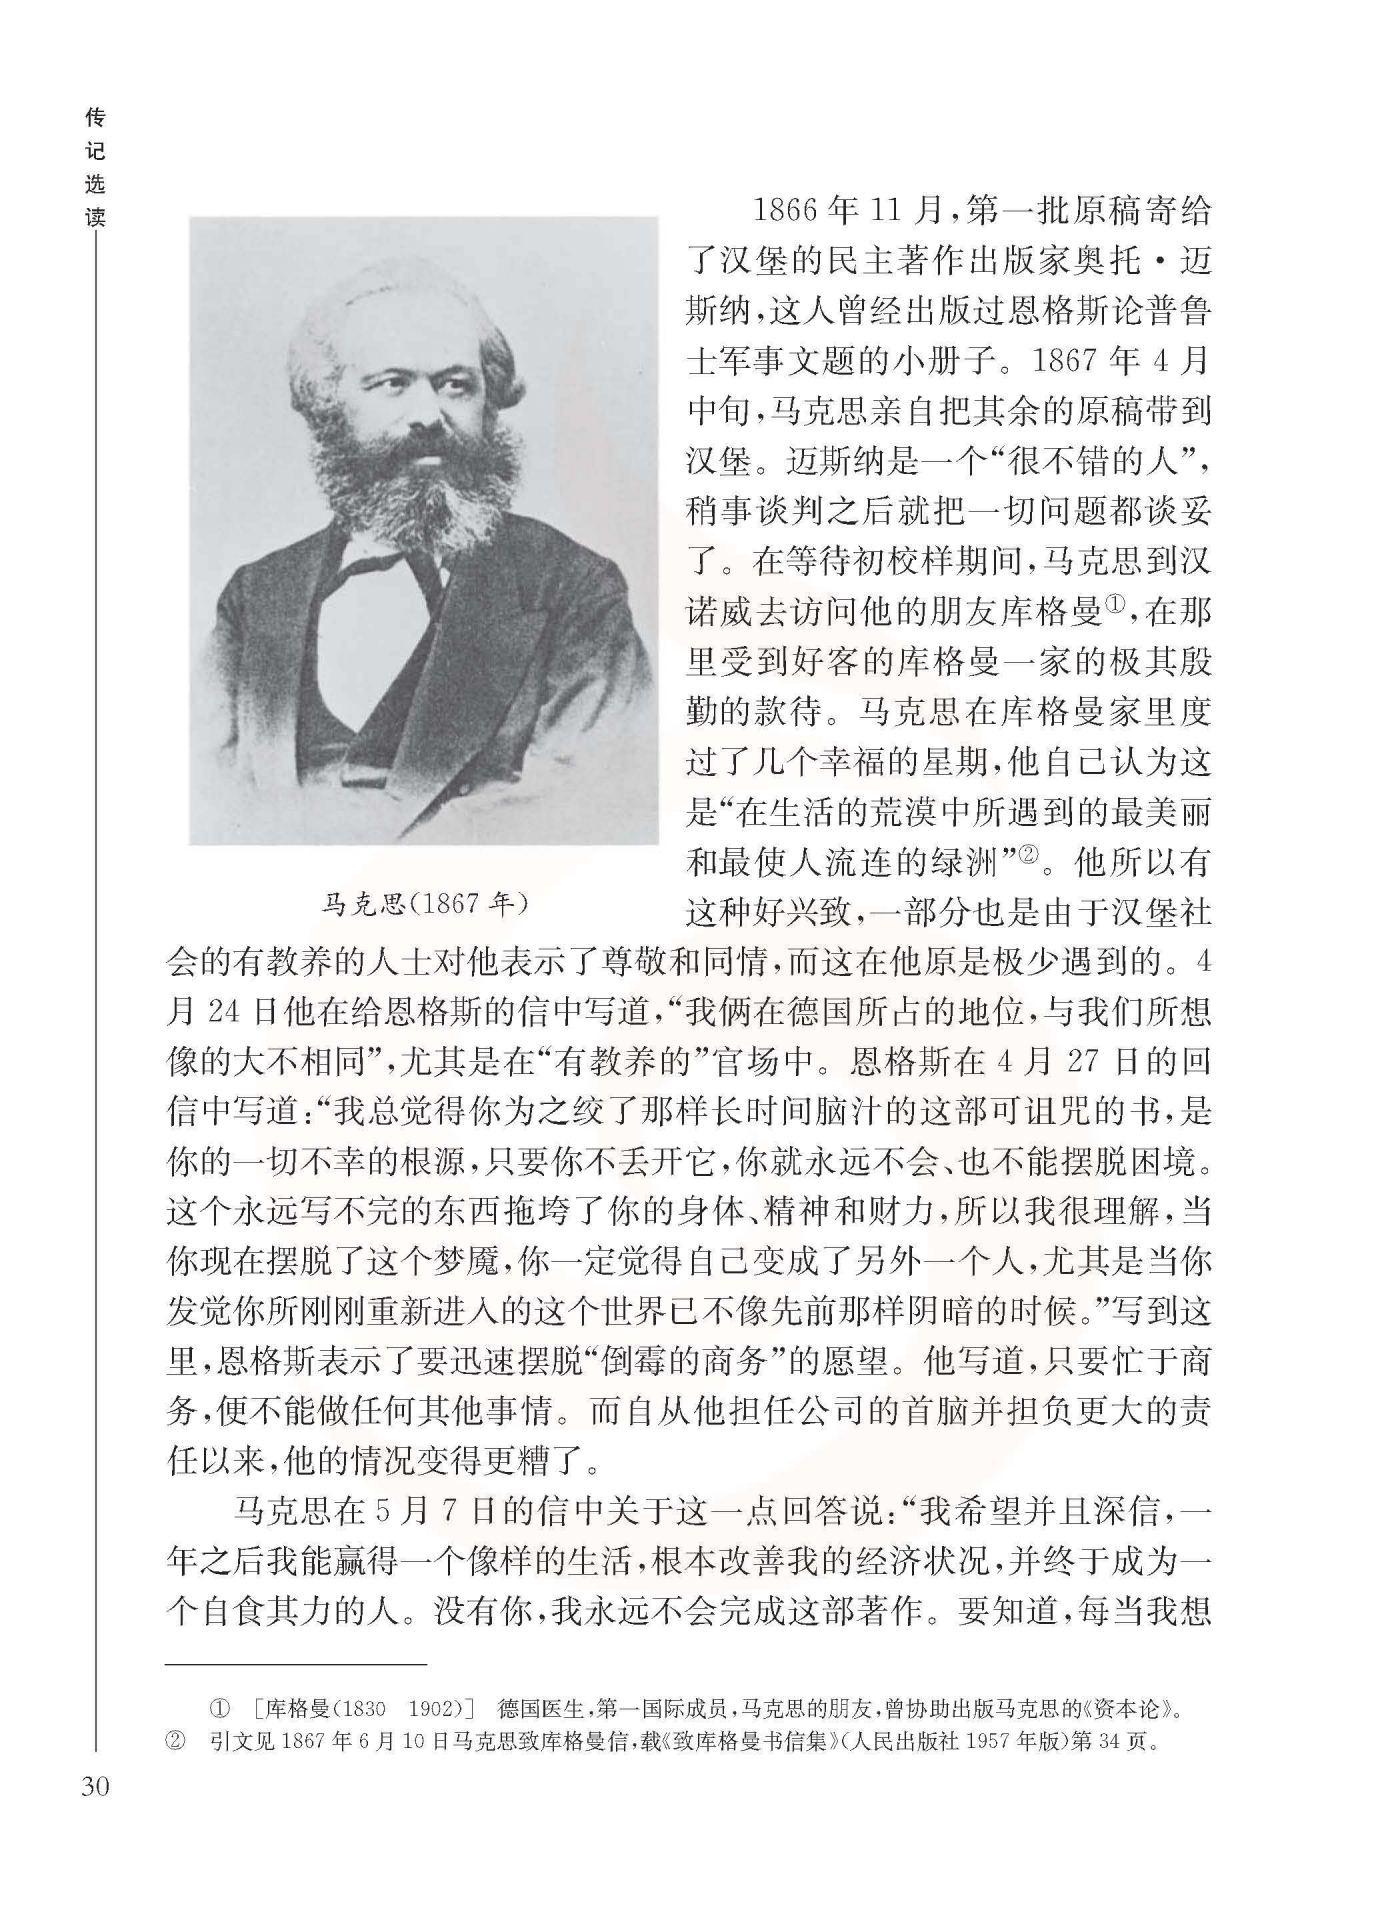 传记选读
1866 年 11 月,第一批原稿寄给
了汉堡的民主著作出版家奥托·迈
斯纳,这人曾经出版过恩格斯论普鲁
士军事文题的小册子。1867 年 4 月
中旬,马克思亲自把其余的原稿带到
汉堡。迈斯纳是一个“很不错的人”,
稍事谈判之后就把一切问题都谈妥
了。在等待初校样期间,马克思到汉
诺威去访问他的朋友库格曼①,在那
里受到好客的库格曼一家的极其殷
勤的款待。马克思在库格曼家里度
过了几个幸福的星期,他自己认为这
是“在生活的荒漠中所遇到的最美丽
和最使人流连的绿洲”②。他所以有
这种好兴致,一部分也是由于汉堡社
马克思(1867 年)
会的有教养的人士对他表示了尊敬和同情,而这在他原是极少遇到的。4
月 24 日他在给恩格斯的信中写道,“我俩在德国所占的地位,与我们所想
像的大不相同”,尤其是在“有教养的”官场中。恩格斯在 4 月 27 日的回
信中写道:“我总觉得你为之绞了那样长时间脑汁的这部可诅咒的书,是
你的一切不幸的根源,只要你不丢开它,你就永远不会、也不能摆脱困境。
这个永远写不完的东西拖垮了你的身体、精神和财力,所以我很理解,当
你现在摆脱了这个梦魇,你一定觉得自己变成了另外一个人,尤其是当你
发觉你所刚刚重新进入的这个世界已不像先前那样阴暗的时候。”写到这
里,恩格斯表示了要迅速摆脱“倒霉的商务”的愿望。他写道,只要忙于商
务,便不能做任何其他事情。而自从他担任公司的首脑并担负更大的责
任以来,他的情况变得更糟了。
马克思在 5 月 7 日的信中关于这一点回答说:“我希望并且深信,一
年之后我能赢得一个像样的生活,根本改善我的经济状况,并终于成为一
个自食其力的人。没有你,我永远不会完成这部著作。要知道,每当我想
① [库格曼(1830 1902)] 德国医生,第一国际成员,马克思的朋友,曾协助出版马克思的《资本论》。
② 引文见 1867 年 6 月 10 日马克思致库格曼信,载《致库格曼书信集》(人民出版社 1957 年版)第 34 页。
30